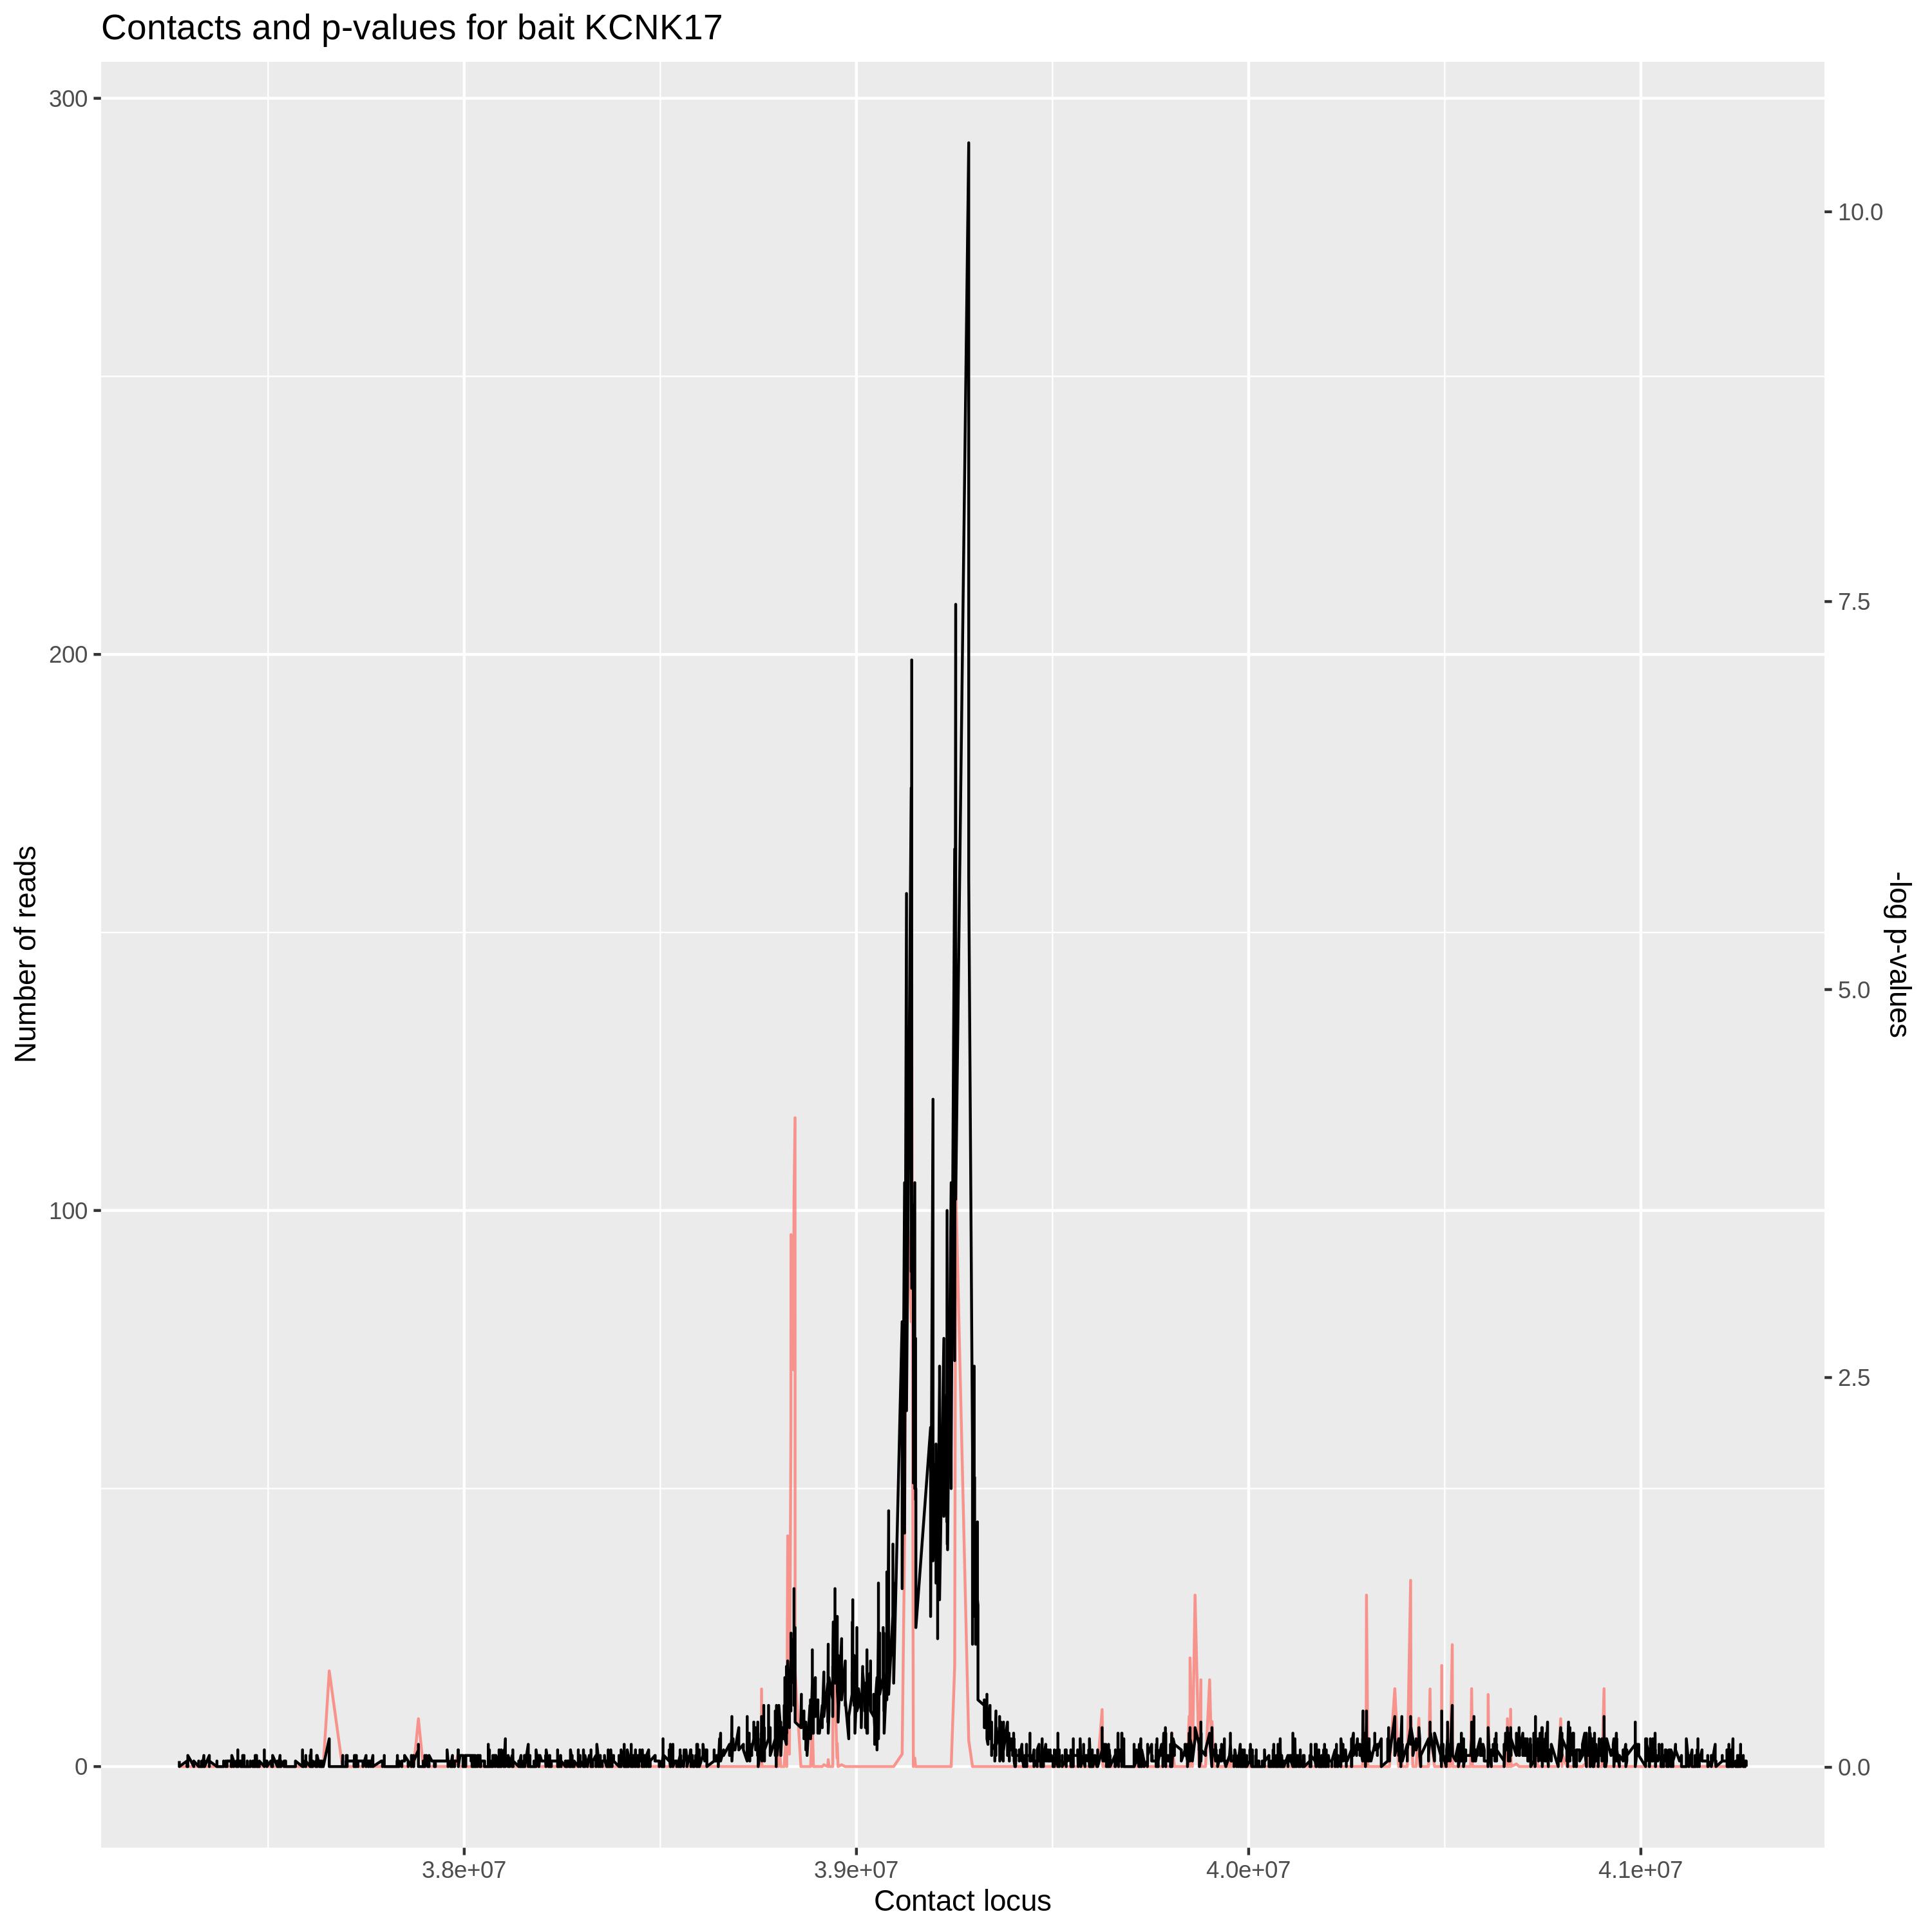 Contacts and p-values for bait KCNK17
300
200
100
0
Number of reads
10.0
7.5
5.0
2.5
0.0
-log p-values
3.8e+07
3.9e+07
4.0e+07
4.1e+07
Contact locus